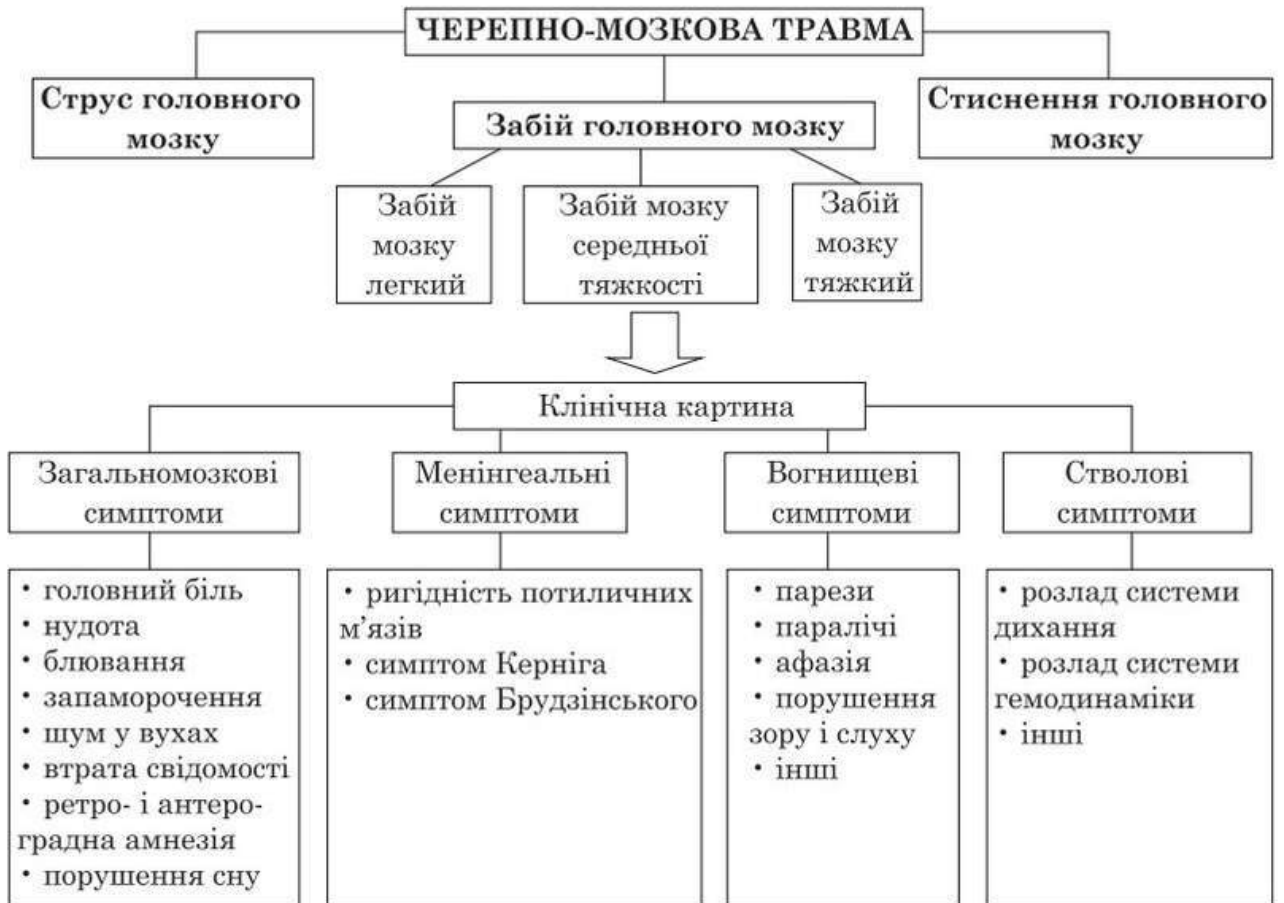 ЧЕРЕПНО-МОЗКОВА ТРАВМА
Струс головного
мозку
Забій головного мозку
Стиснення головного
мозку
Забій
мозку
легкий
Забій мозку
середньої
тяжкості
Забій
мозку
тяжкий
Клінічна картина
Загальномозкові
симптоми
Менінгеальні
симптоми
Вогнищеві
симптоми
Стволові
симптоми
• головний біль
• нудота
• блювання
• запаморочення
• шум у вухах
• втрата свідомості
• ретро- і антеро-
градна амнезія
• порушення сну
• ригідність потиличних
м’язів
• симптом Керніга
• симптом Брудзінського
• парези
• паралічі
• афазія
• порушення
зору і слуху
• інші
• розлад системи
дихання
• розлад системи
гемодинаміки
• інші